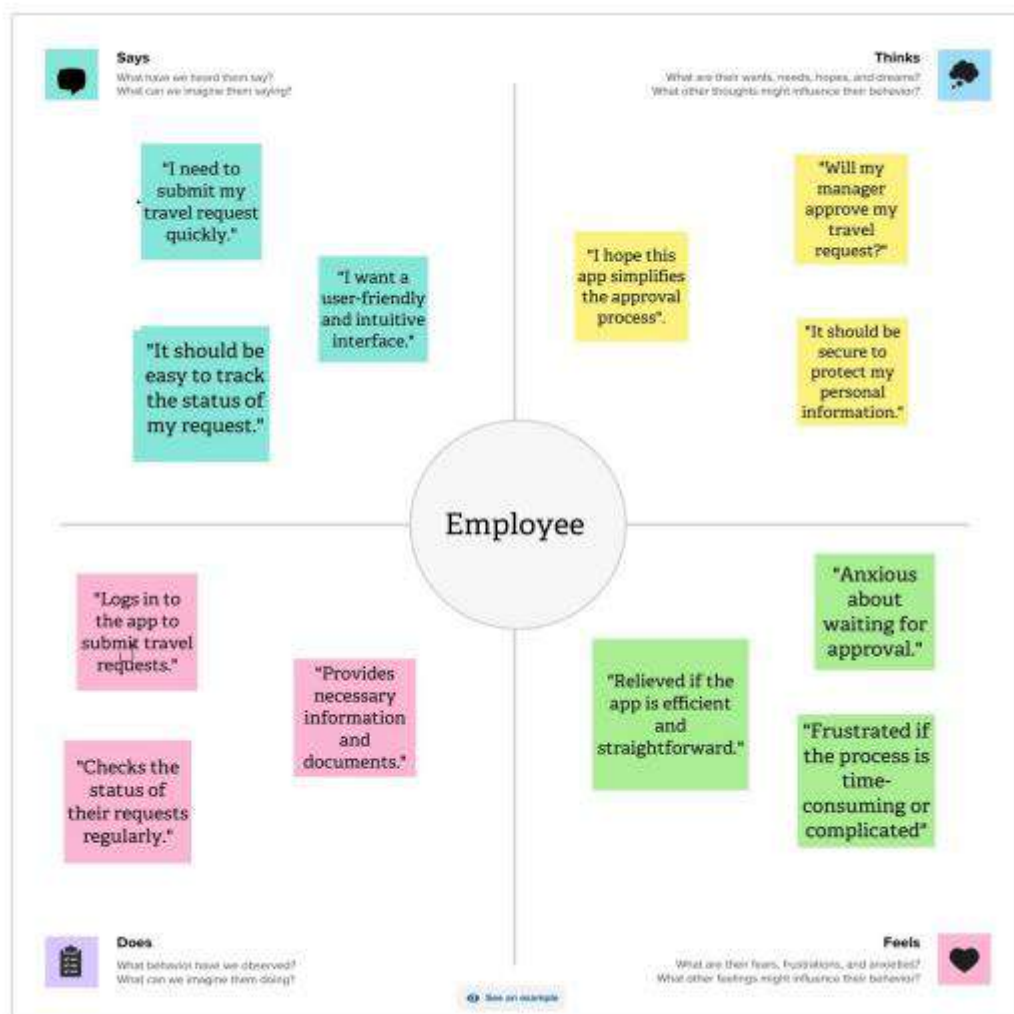 Says
What have we heard them say?
What can we imagine them saying?
Thinks
What are their wants, needs, hopes, and dreams?
What other thoughts might influence their behavior?
"I need to
submit my
travel request
quickly."
"I want a
user-friendly
and intuitive
interface."
"It should be
easy to track
the status of
my request."
"I hope this
app simplifies
the approval
process".
"Will my
manager
approve my
travel
request?"
"It should be
secure to
protect my
personal
information."
Employee
"Logs in to
the app to
submit travel
requests."
"Provides
necessary
information
and
documents."
"Checks the
status of
their requests
regularly."
"Relieved if the
app is efficient
and
straightforward."
"Anxious
about
waiting for
approval."
"Frustrated if
the process is
time-
consuming or
complicated"
Does
What behavior have we observed?
What can we imagine them doing?
Feels
What are their fears, frustrations, and anxieties?
What other feelings might influence their behavior?
See an example